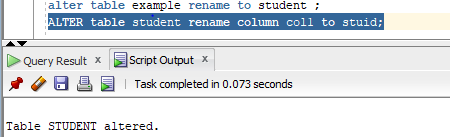 alter table example rename to student ;
ALTER table student rename column coll to stuid;
Query Result x Script Output x
Task completed in 0.073 seconds
Table STUDENT altered.